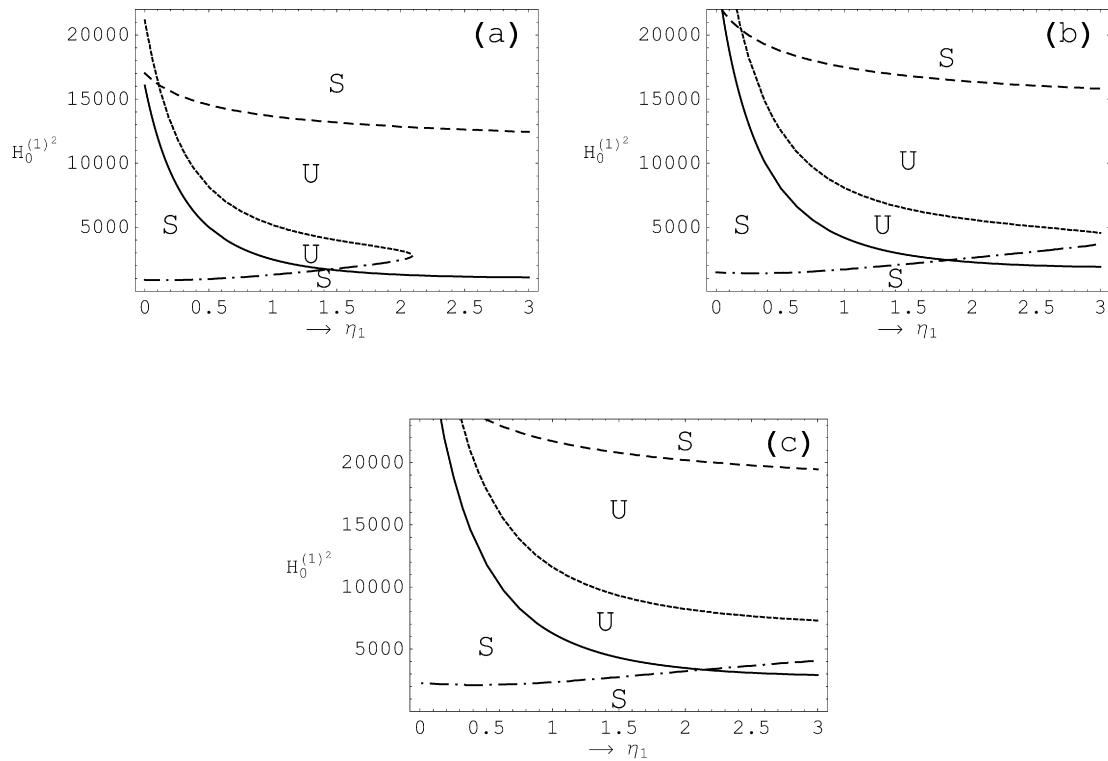 (a)
20000
S
15000
H₀⁽¹⁾²
10000
U
S
5000
U
S
0 0.5 1 1.5 2 2.5 3
→ η₁
(b)
20000
S
15000
H₀⁽¹⁾²
10000
U
S
5000
U
S
0 0.5 1 1.5 2 2.5 3
→ η₁
(c)
S
20000
U
15000
H₀⁽¹⁾²
10000
U
S
5000
S
0 0.5 1 1.5 2 2.5 3
→ η₁